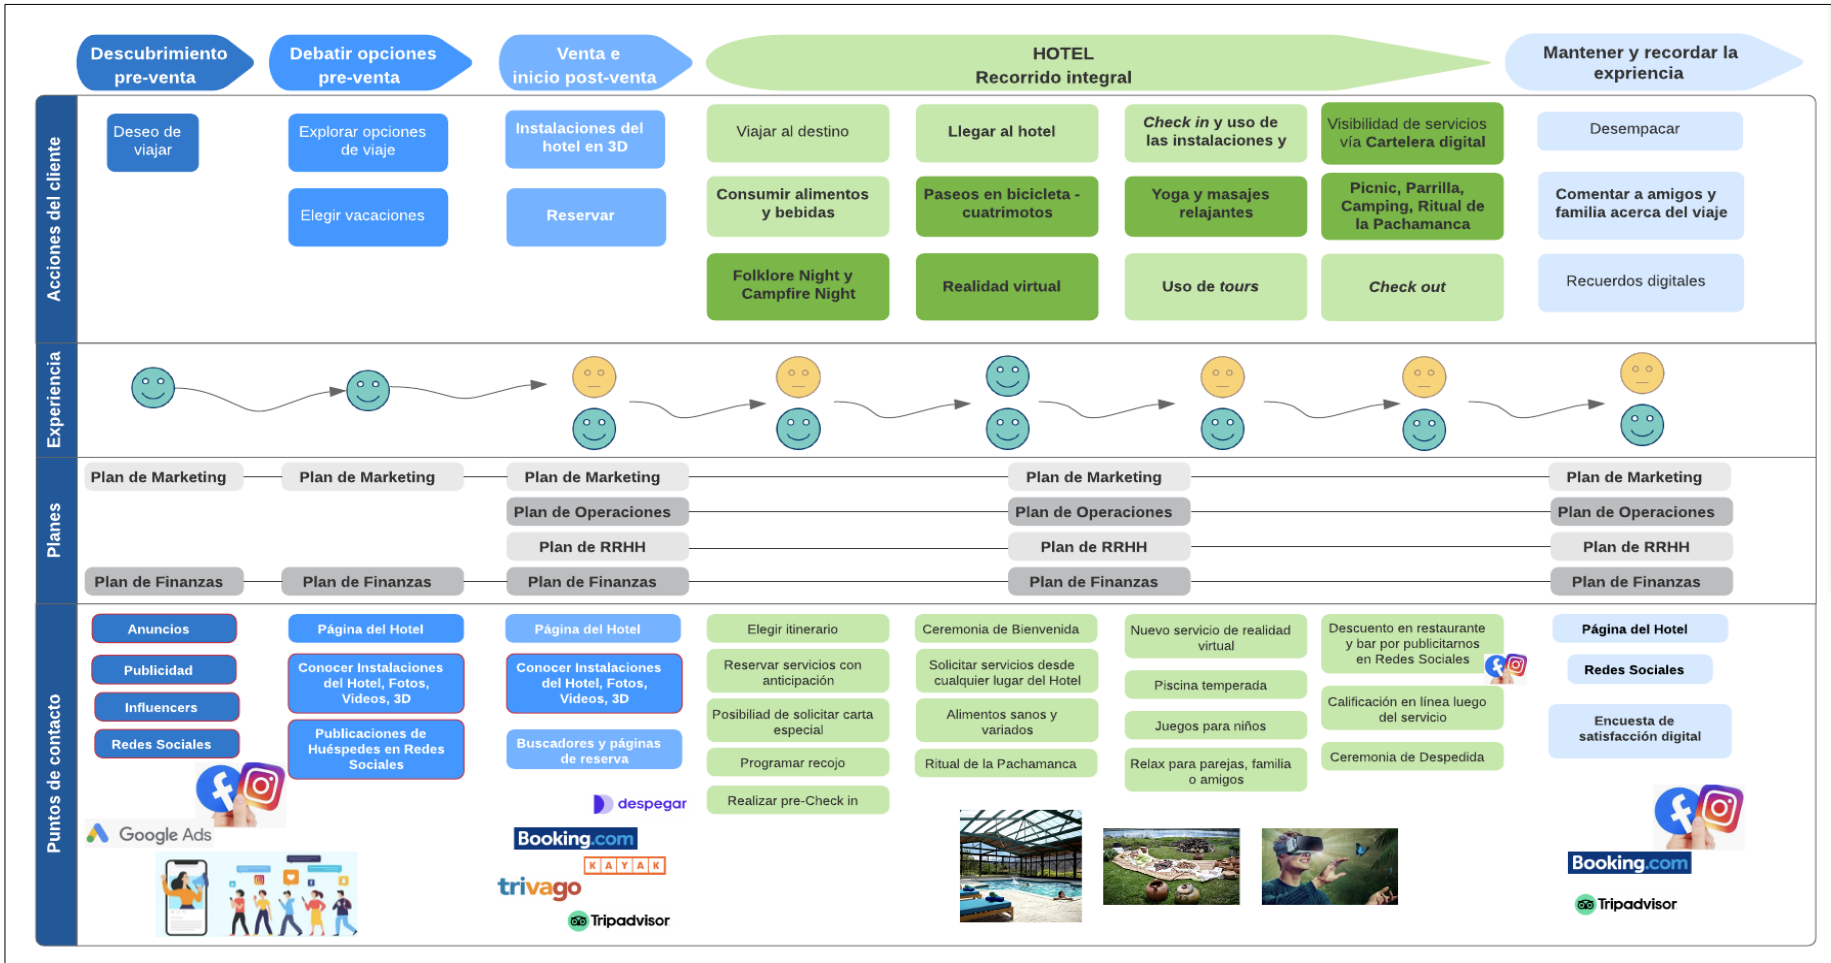 Descubrimiento
pre-venta
Debatir opciones
pre-venta
Venta e
inicio post-venta
HOTEL
Recorrido integral
Mantener y recordar la
expriencia
Acciones del cliente
Deseo de
viajar
Explorar opciones
de viaje
Elegir vacaciones
Instalaciones del
hotel en 3D
Reservar
Viajar al destino
Llegar al hotel
Check in y uso de
las instalaciones y
Visibilidad de servicios
vía Cartelera digital
Consumir alimentos
y bebidas
Paseos en bicicleta -
cuatrimotos
Yoga y masajes
relajantes
Picnic, Parrilla,
Camping, Ritual de
la Pachamanca
Folklore Night y
Campfire Night
Realidad virtual
Uso de tours
Check out
Desempacar
Comentar a amigos y
familia acerca del viaje
Recuerdos digitales
Experiencia
Planes
Plan de Marketing
Plan de Marketing
Plan de Marketing
Plan de Marketing
Plan de Marketing
Plan de Operaciones
Plan de Operaciones
Plan de Operaciones
Plan de RRHH
Plan de RRHH
Plan de RRHH
Plan de Finanzas
Plan de Finanzas
Plan de Finanzas
Plan de Finanzas
Plan de Finanzas
Puntos de contacto
Anuncios
Publicidad
Influencers
Redes Sociales
Google Ads
Página del Hotel
Conocer Instalaciones
del Hotel, Fotos,
Videos, 3D
Publicaciones de
Huéspedes en Redes
Sociales
Página del Hotel
Conocer Instalaciones
del Hotel, Fotos,
Videos, 3D
Buscadores y páginas
de reserva
despegar
Booking.com
KAYAK
trivago
Tripadvisor
Elegir itinerario
Reservar servicios con
anticipación
Posibiliad de solicitar carta
especial
Programar recojo
Realizar pre-Check in
Ceremonia de Bienvenida
Solicitar servicios desde
cualquier lugar del Hotel
Alimentos sanos y
variados
Ritual de la Pachamanca
Nuevo servicio de realidad
virtual
Piscina temperada
Juegos para niños
Relax para parejas, familia
o amigos
Descuento en restaurante
y bar por publicitarnos
en Redes Sociales
Calificación en línea luego
del servicio
Ceremonia de Despedida
Página del Hotel
Redes Sociales
Encuesta de
satisfacción digital
Booking.com
Tripadvisor